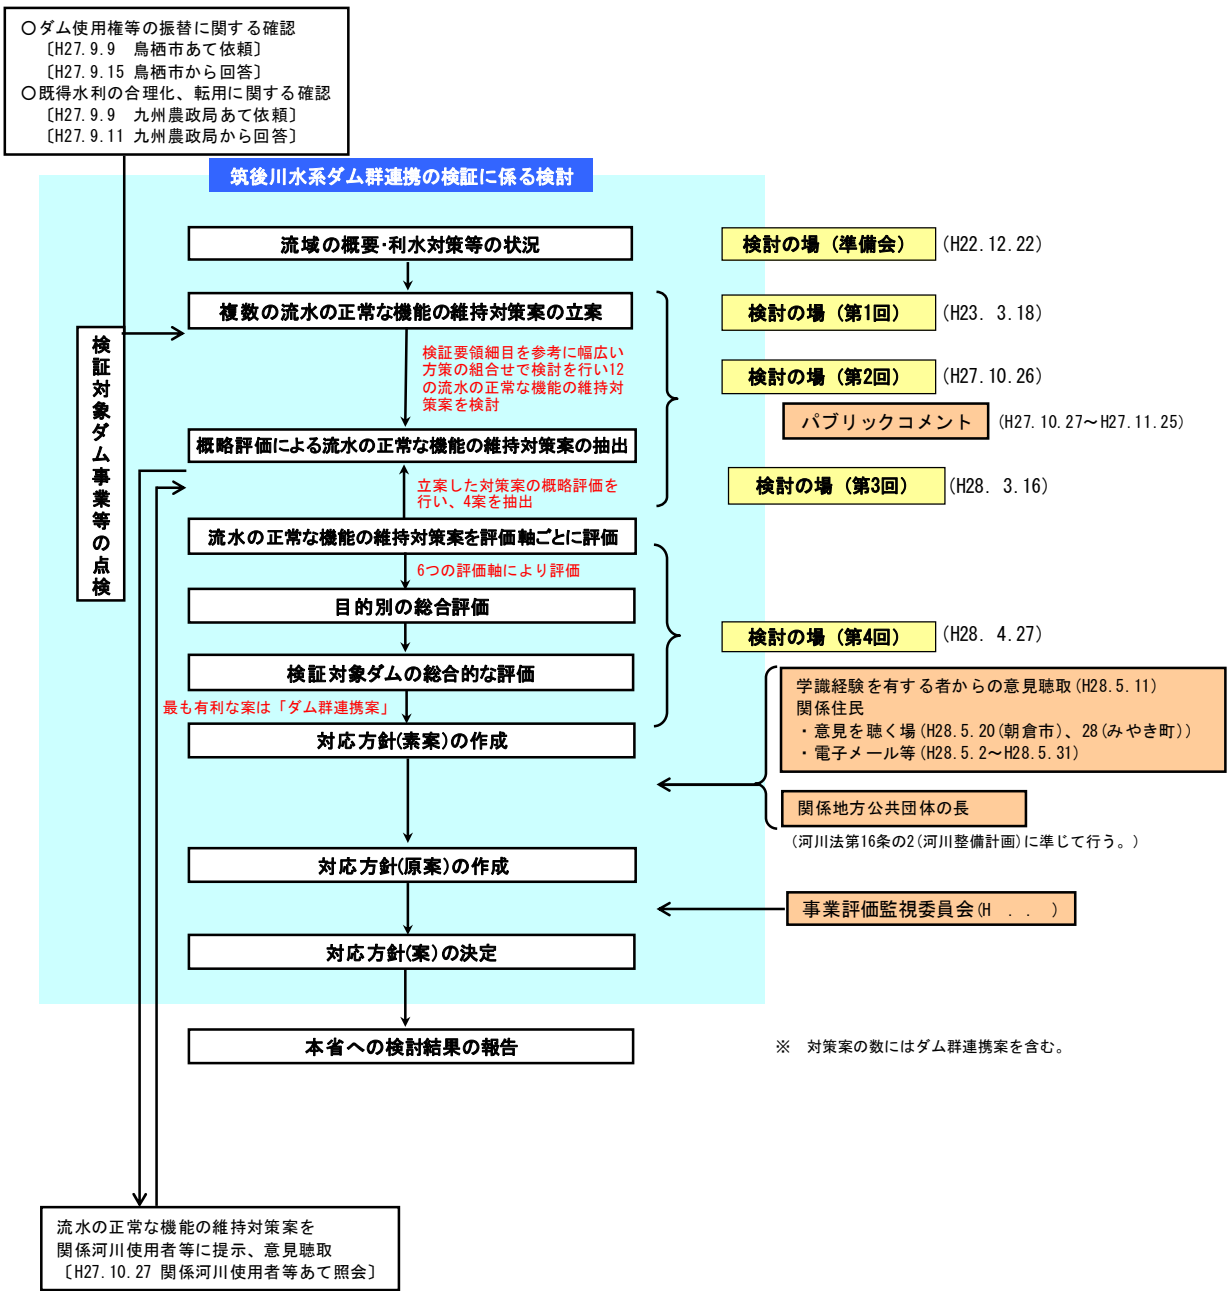 〇ダム使用権等の振替に関する確認
〔H27.9.9 鳥栖市あて依頼〕
〔H27.9.15 鳥栖市から回答〕
〇既得水利の合理化、転用に関する確認
〔H27.9.9 九州農政局あて依頼〕
〔H27.9.11 九州農政局から回答〕
筑後川水系ダム群連携の検証に係る検討
流域の概要・利水対策等の状況
検討の場（準備会） (H22.12.22)
検証対象ダム事業等の点検
複数の流水の正常な機能の維持対策案の立案
検討の場（第1回） (H23. 3.18)
検証要領細目を参考に幅広い
方策の組合せで検討を行い12
の流水の正常な機能の維持対
策案を検討
検討の場（第2回） (H27.10.26)
パブリックコメント (H27.10.27～H27.11.25)
概略評価による流水の正常な機能の維持対策案の抽出
立案した対策案の概略評価を
行い、4案を抽出
検討の場（第3回） (H28. 3.16)
流水の正常な機能の維持対策案を評価軸ごとに評価
6つの評価軸により評価
目的別の総合評価
検討の場（第4回） (H28. 4.27)
検証対象ダムの総合的な評価
最も有利な案は「ダム群連携案」
対応方針(素案)の作成
学識経験を有する者からの意見聴取(H28.5.11)
関係住民
・意見を聴く場(H28.5.20(朝倉市)、28(みやき町))
・電子メール等(H28.5.2～H28.5.31)
関係地方公共団体の長
(河川法第16条の2(河川整備計画)に準じて行う。)
対応方針(原案)の作成
事業評価監視委員会(H . . )
対応方針(案)の決定
本省への検討結果の報告
※ 対策案の数にはダム群連携案を含む。
流水の正常な機能の維持対策案を
関係河川使用者等に提示、意見聴取
〔H27.10.27 関係河川使用者等あて照会〕